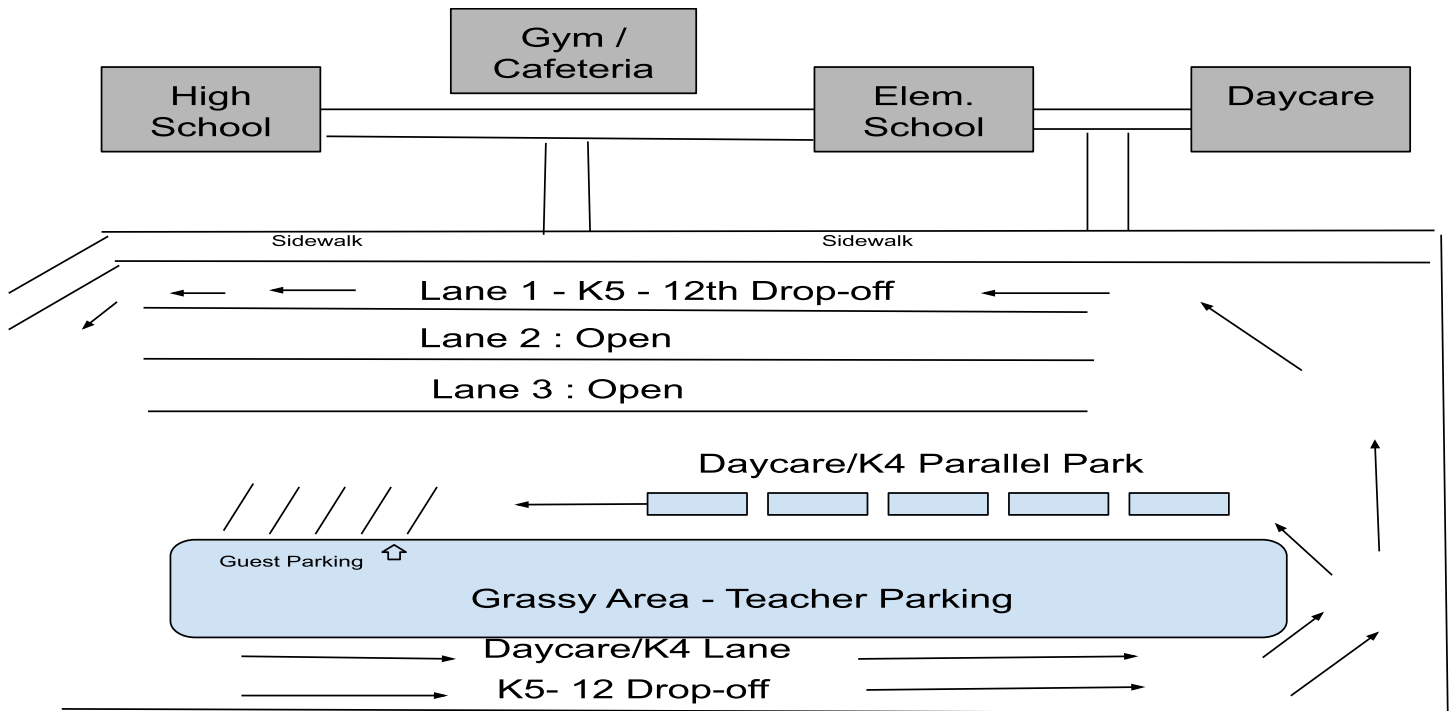 Gym /
Cafeteria
High
School
Elem.
School
Daycare
Sidewalk
Sidewalk
Lane 1 - K5 - 12th Drop-off
Lane 2 : Open
Lane 3 : Open
Daycare/K4 Parallel Park
Guest Parking
Grassy Area - Teacher Parking
Daycare/K4 Lane
K5- 12 Drop-off